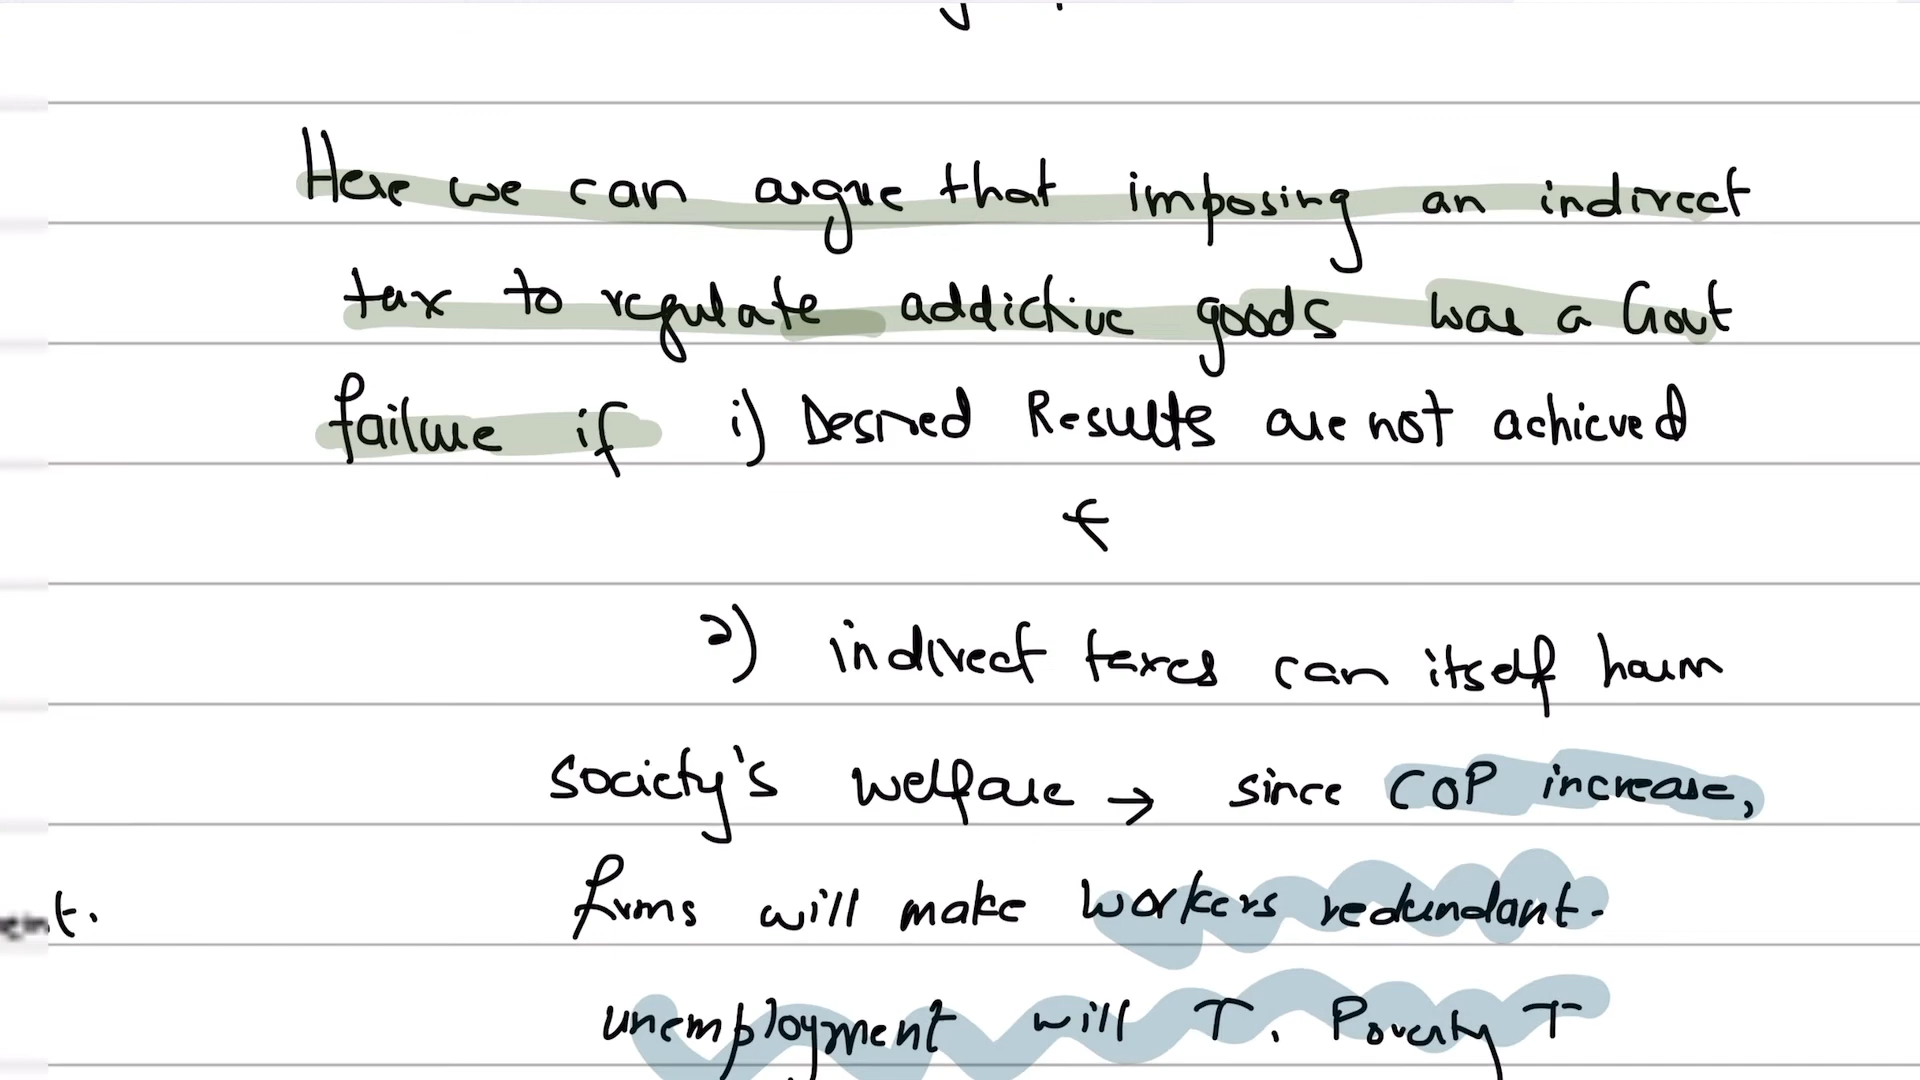 Here we can argue that imposing an indirect
tax to regulate addictive goods was a Govt
failure if i) Desired Results are not achieved
&
2) indirect taxes can itself harm
society's welfare → since COP increase,
t.
firms will make workers redundant.
unemployment will ↑. Poverty ↑